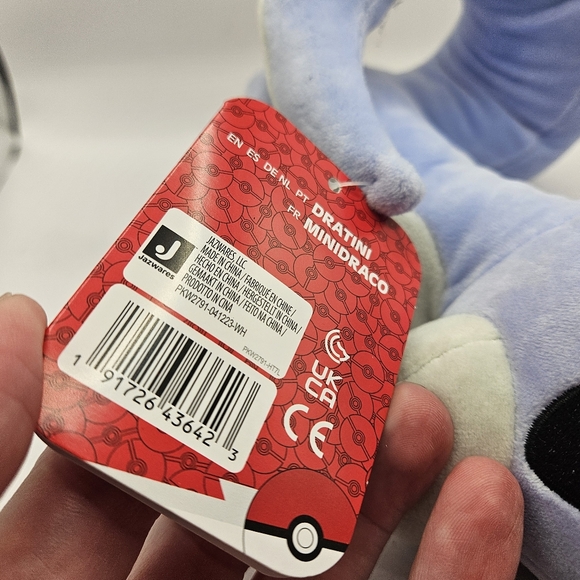 EN ES DE NL PT DRATINI
FR MINIDRACO
J
Jazwares
JAZWARES, LLC
MADE IN CHINA / FABRIQUÉ EN CHINE /
HECHO EN CHINA / HERGESTELLT IN CHINA /
GEMAAKT IN CHINA / FEITO NA CHINA /
PRODOTTO IN CINA
PKW2791-041223-WH
UK
CA
CE
1 91726 43642 3